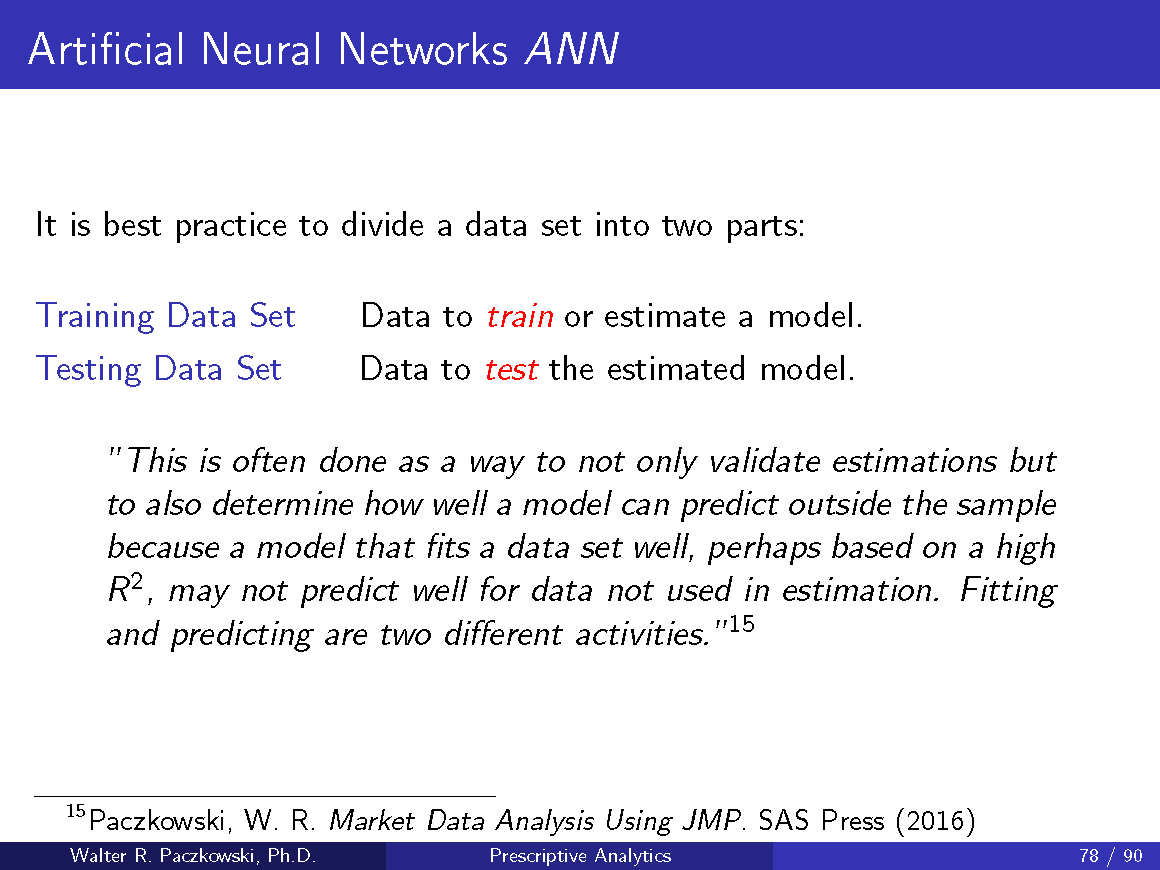 Artificial Neural Networks ANN
It is best practice to divide a data set into two parts:
Training Data Set Data to train or estimate a model.
Testing Data Set Data to test the estimated model.
”This is often done as a way to not only validate estimations but
to also determine how well a model can predict outside the sample
because a model that fits a data set well, perhaps based on a high
R², may not predict well for data not used in estimation. Fitting
and predicting are two different activities.”¹⁵
¹⁵Paczkowski, W. R. Market Data Analysis Using JMP. SAS Press (2016)
Walter R. Paczkowski, Ph.D. Prescriptive Analytics 78 / 90